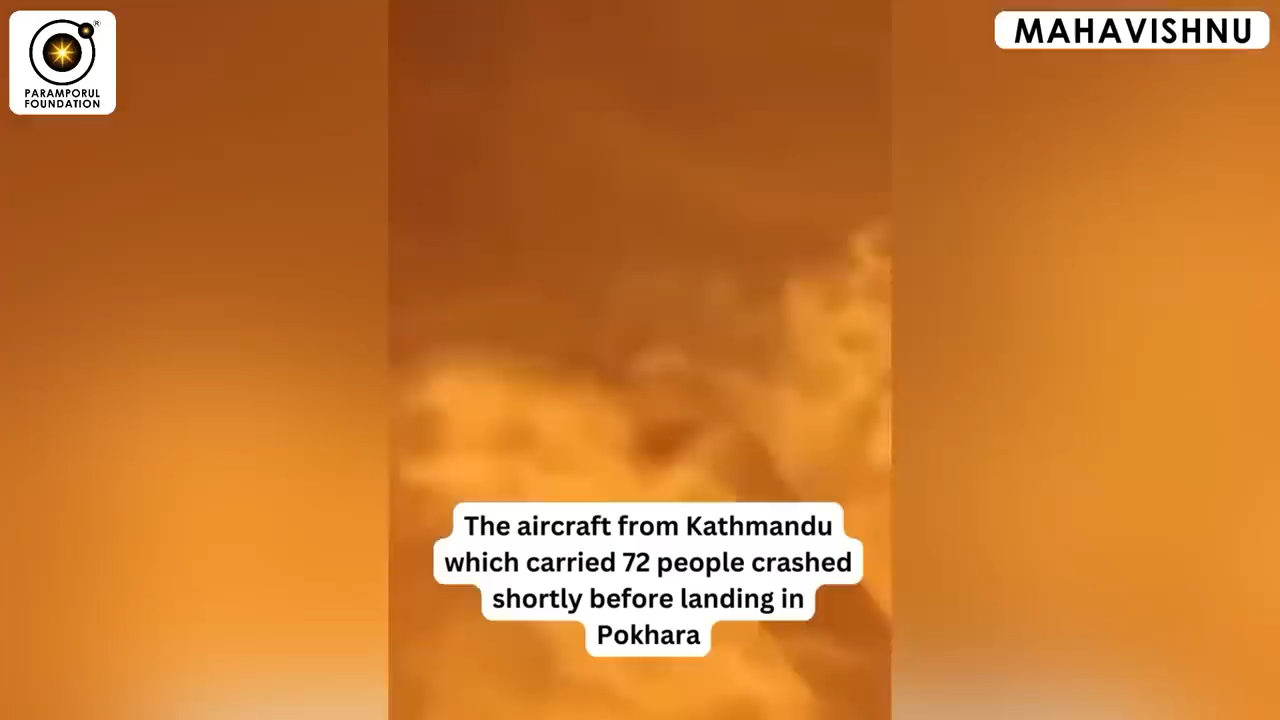 PARAMPORUL
FOUNDATION
MAHAVISHNU
The aircraft from Kathmandu
which carried 72 people crashed
shortly before landing in
Pokhara